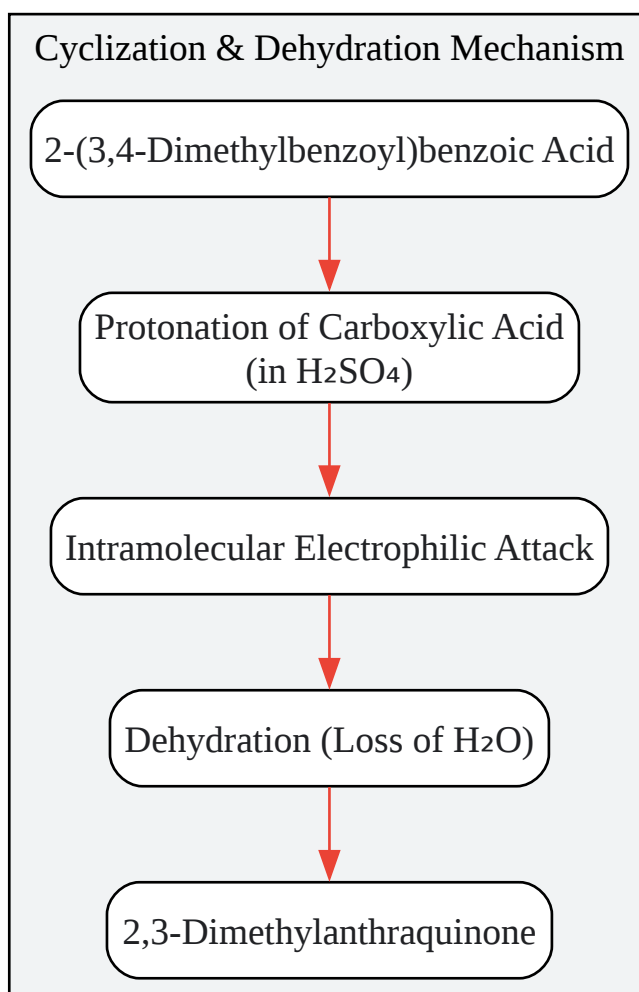 Cyclization & Dehydration Mechanism
2-(3,4-Dimethylbenzoyl)benzoic Acid
Protonation of Carboxylic Acid
(in H₂SO₄)
Intramolecular Electrophilic Attack
Dehydration (Loss of H₂O)
2,3-Dimethylanthraquinone